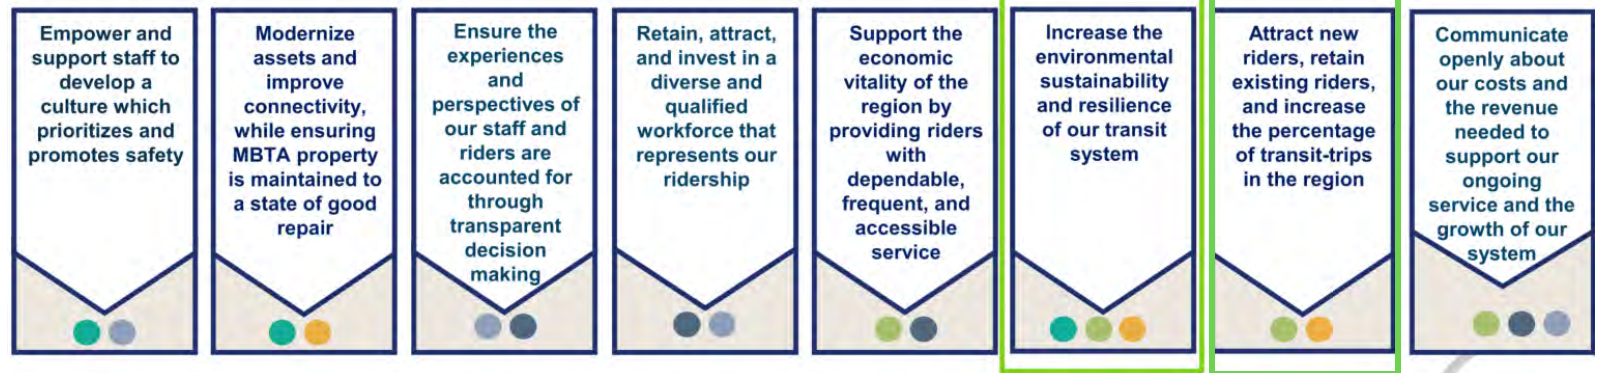 Empower and
support staff to
develop a
culture which
prioritizes and
promotes safety
Modernize
assets and
improve
connectivity,
while ensuring
MBTA property
is maintained to
a state of good
repair
Ensure the
experiences
and
perspectives of
our staff and
riders are
accounted for
through
transparent
decision
making
Retain, attract,
and invest in a
diverse and
qualified
workforce that
represents our
ridership
Support the
economic
vitality of the
region by
providing riders
with
dependable,
frequent, and
accessible
service
Increase the
environmental
sustainability
and resilience
of our transit
system
Attract new
riders, retain
existing riders,
and increase
the percentage
of transit-trips
in the region
Communicate
openly about
our costs and
the revenue
needed to
support our
ongoing
service and the
growth of our
system